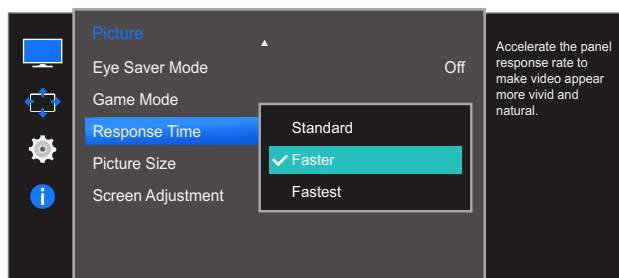 Picture
Eye Saver Mode Off
Game Mode
Response Time
Picture Size
Screen Adjustment
Standard
Faster
Fastest
Accelerate the panel
response rate to
make video appear
more vivid and
natural.